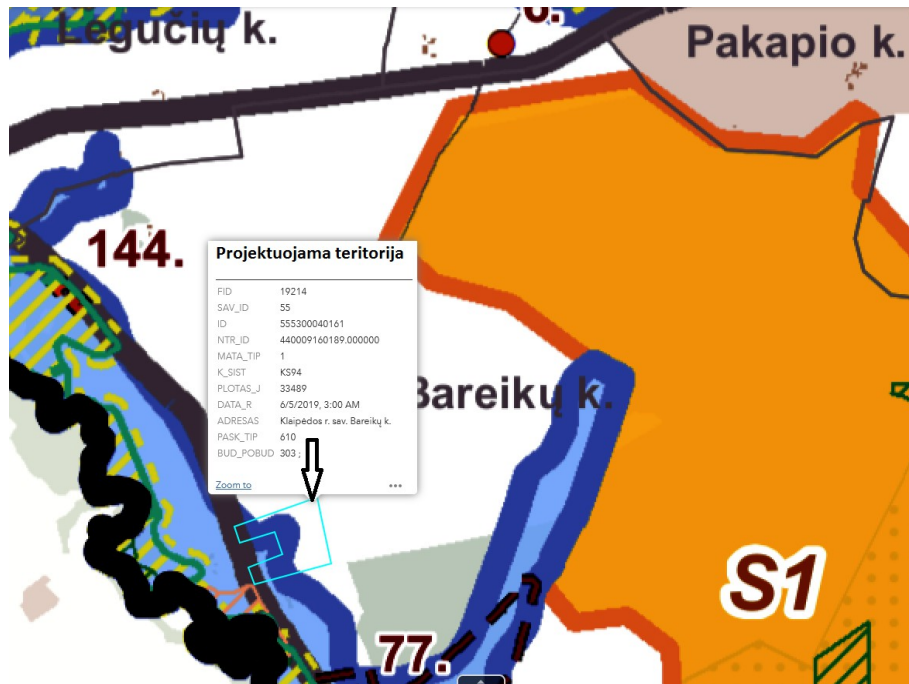 Lėgučių k.
6.
Pakapio k.
144.
Projektuojama teritorija
FID 19214
SAV_ID 55
ID 555300040161
NTR_ID 440009160189.000000
MATA_TIP 1
K_SIST KS94
PLOTAS_J 33489
DATA_R 6/5/2019, 3:00 AM
ADRESAS Klaipėdos r. sav. Bareikų k.
PASK_TIP 610
BUD_POBUD 303 ;
Zoom to
Bareikų k.
S1
77.